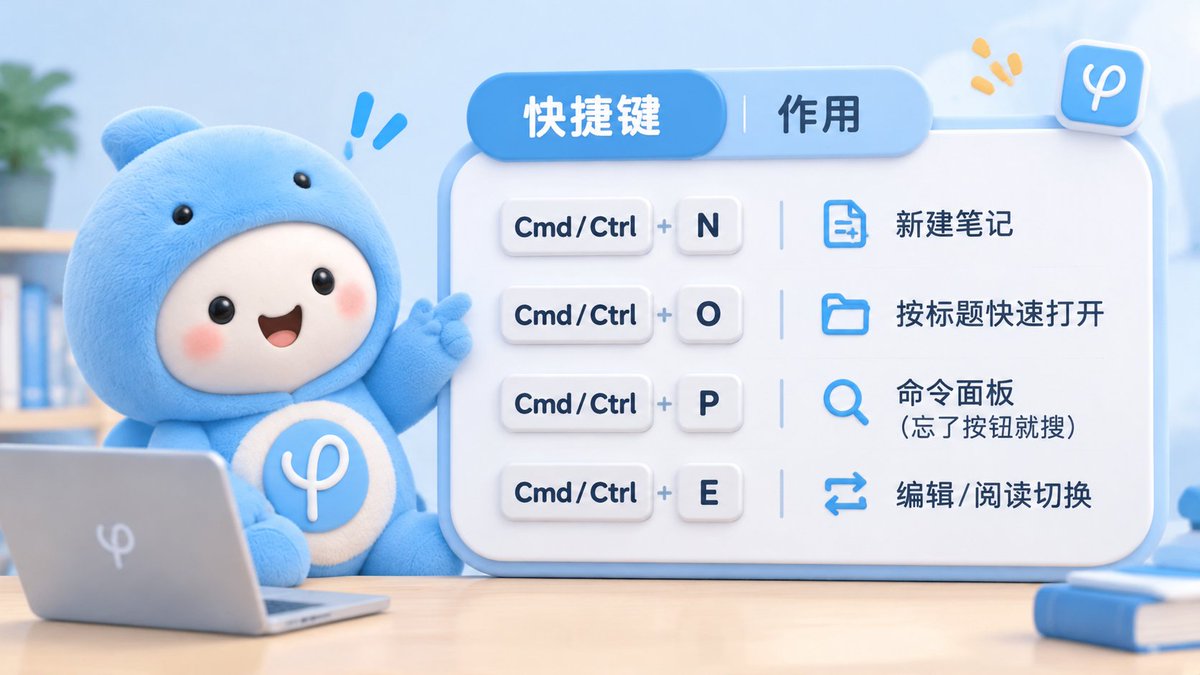 快捷键 | 作用
Cmd/Ctrl + N 新建笔记
Cmd/Ctrl + O 按标题快速打开
Cmd/Ctrl + P 命令面板
(忘了按钮就搜)
Cmd/Ctrl + E 编辑/阅读切换